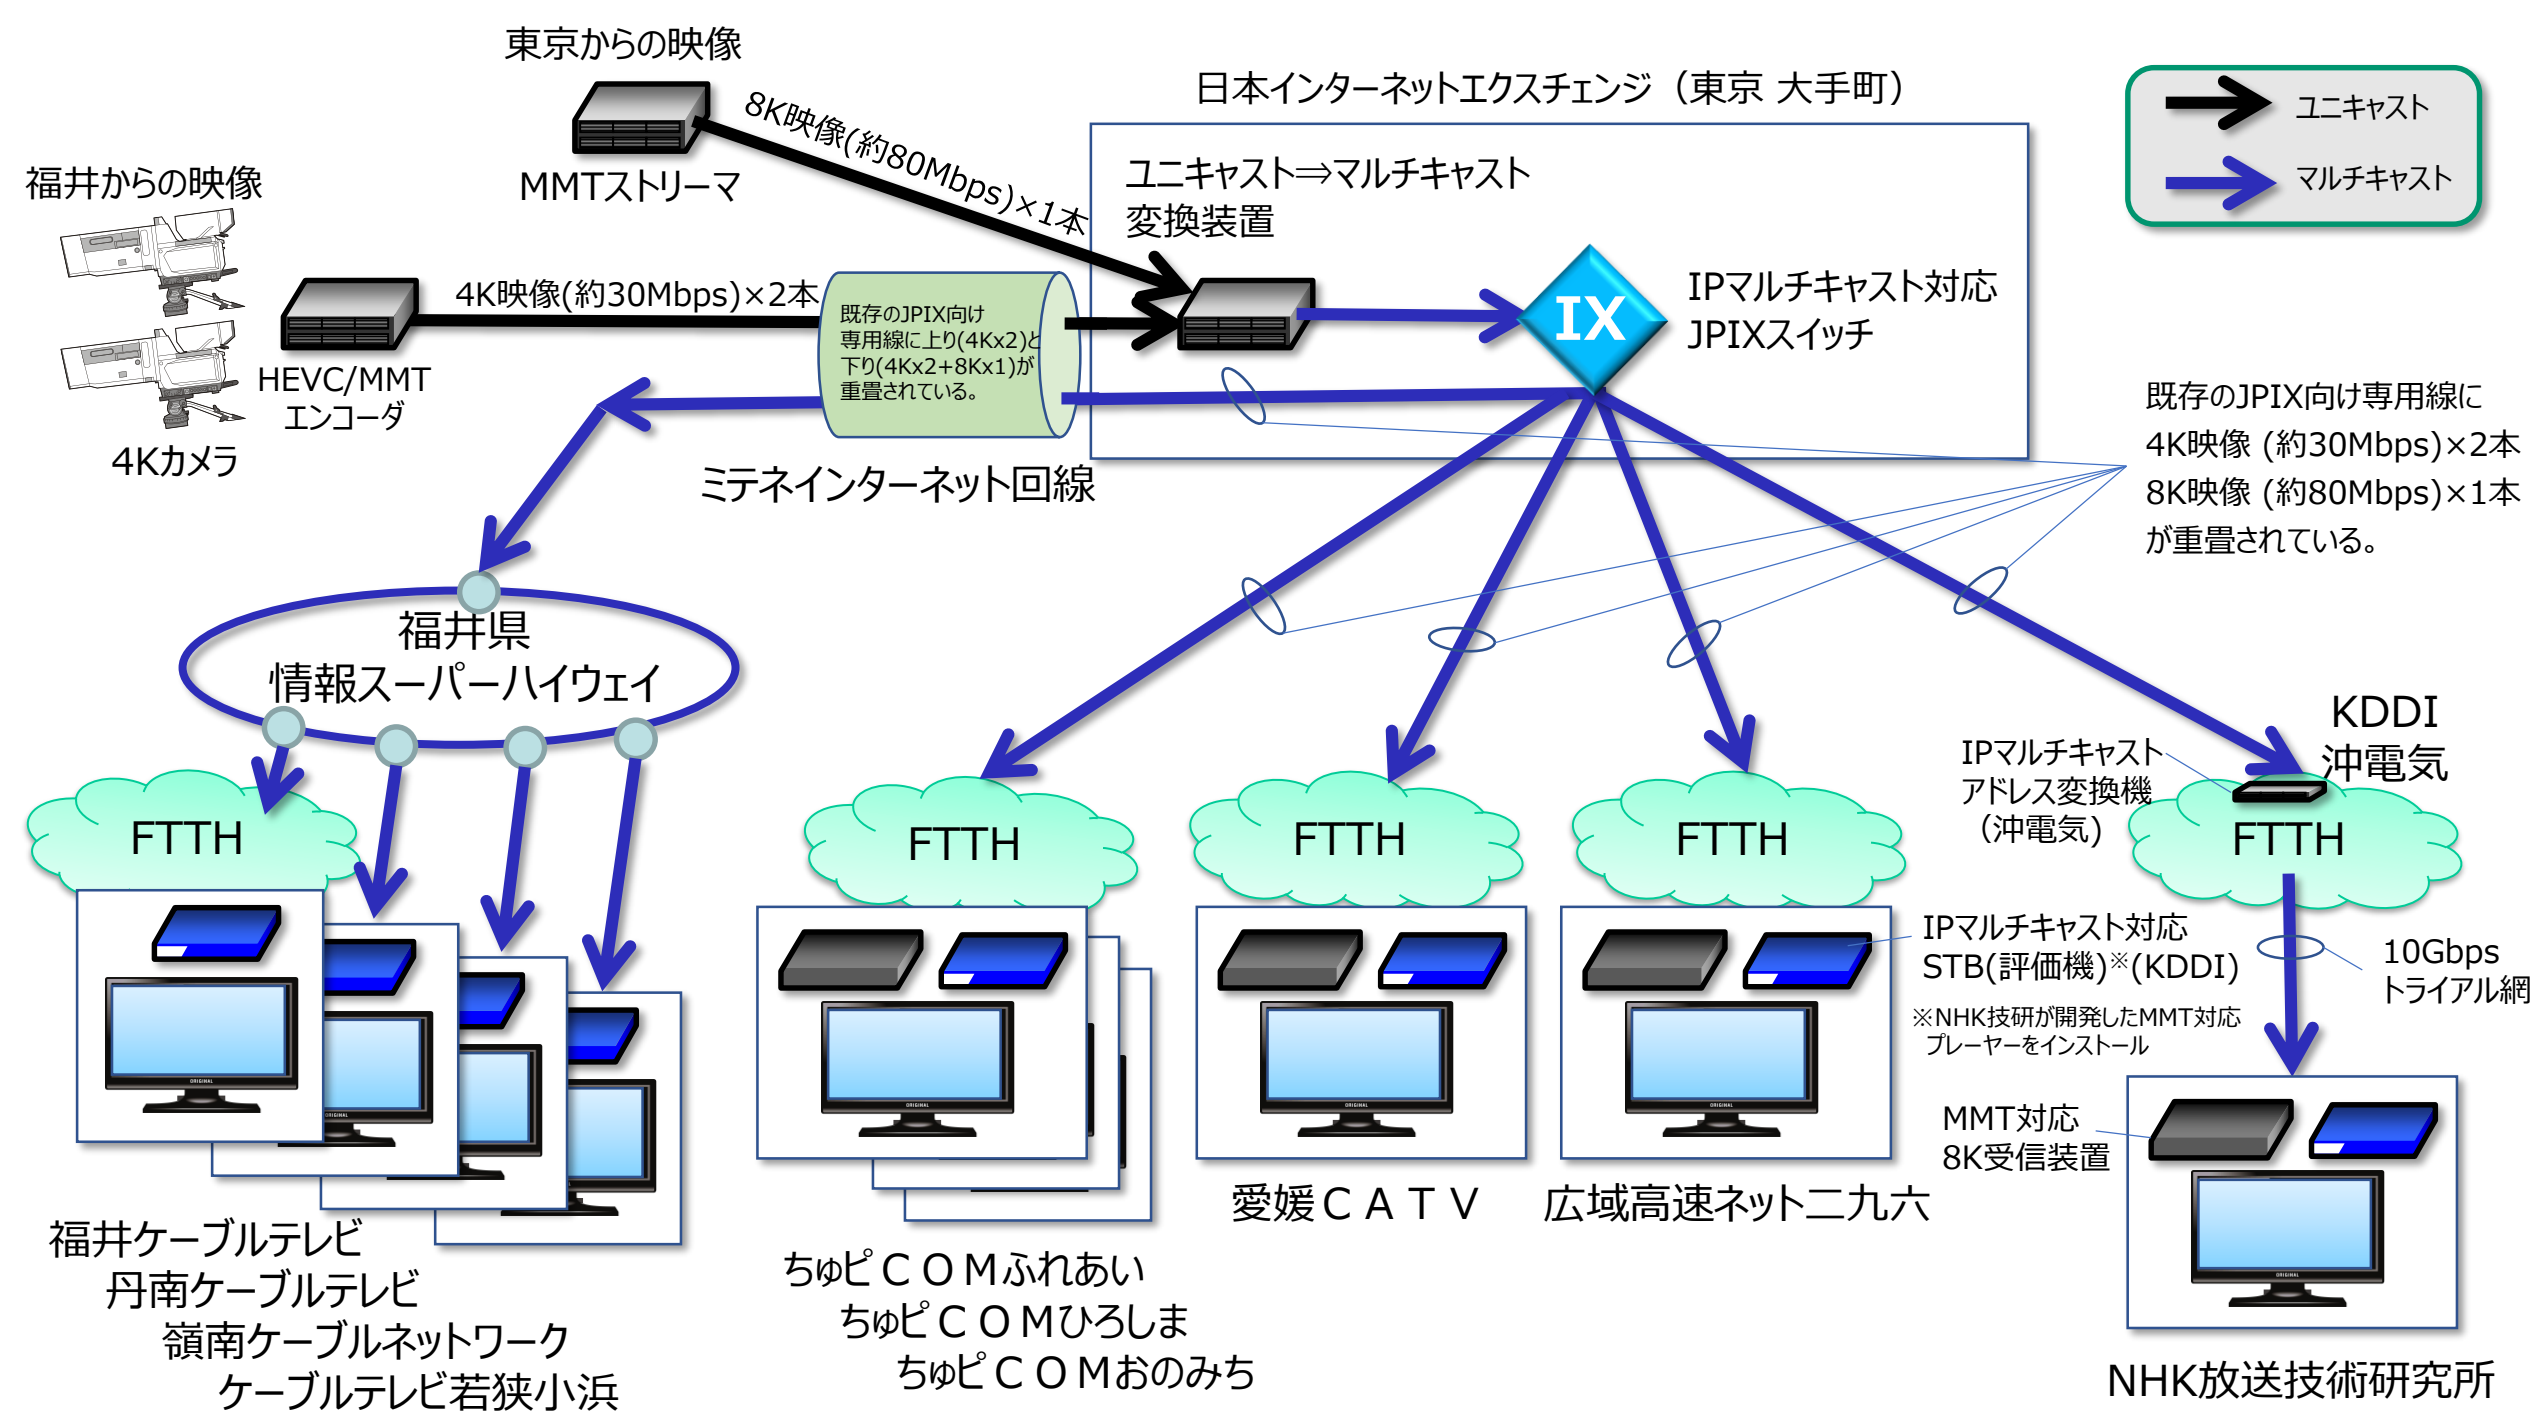 東京からの映像
MMTストリーマ
8K映像(約80Mbps)×1本
福井からの映像
4Kカメラ
HEVC/MMT
エンコーダ
4K映像(約30Mbps)×2本
既存のJPIX向け
専用線に上り(4Kx2)と
下り(4Kx2+8Kx1)が
重畳されている。
ミテネインターネット回線
日本インターネットエクスチェンジ（東京 大手町）
ユニキャスト⇒マルチキャスト
変換装置
IX
IPマルチキャスト対応
JPIXスイッチ
ユニキャスト
マルチキャスト
既存のJPIX向け専用線に
4K映像 (約30Mbps)×2本
8K映像 (約80Mbps)×1本
が重畳されている。
福井県
情報スーパーハイウェイ
FTTH
FTTH
FTTH
FTTH
KDDI
沖電気
IPマルチキャスト
アドレス変換機
（沖電気)
FTTH
IPマルチキャスト対応
STB(評価機)※(KDDI)
※NHK技研が開発したMMT対応
プレーヤーをインストール
10Gbps
トライアル網
MMT対応
8K受信装置
ORIGINAL
ORIGINAL
ORIGINAL
ORIGINAL
ORIGINAL
ORIGINAL
福井ケーブルテレビ
丹南ケーブルテレビ
嶺南ケーブルネットワーク
ケーブルテレビ若狭小浜
ちゅピＣＯＭふれあい
ちゅピＣＯＭひろしま
ちゅピＣＯＭおのみち
愛媛ＣＡＴＶ
広域高速ネット二九六
NHK放送技術研究所